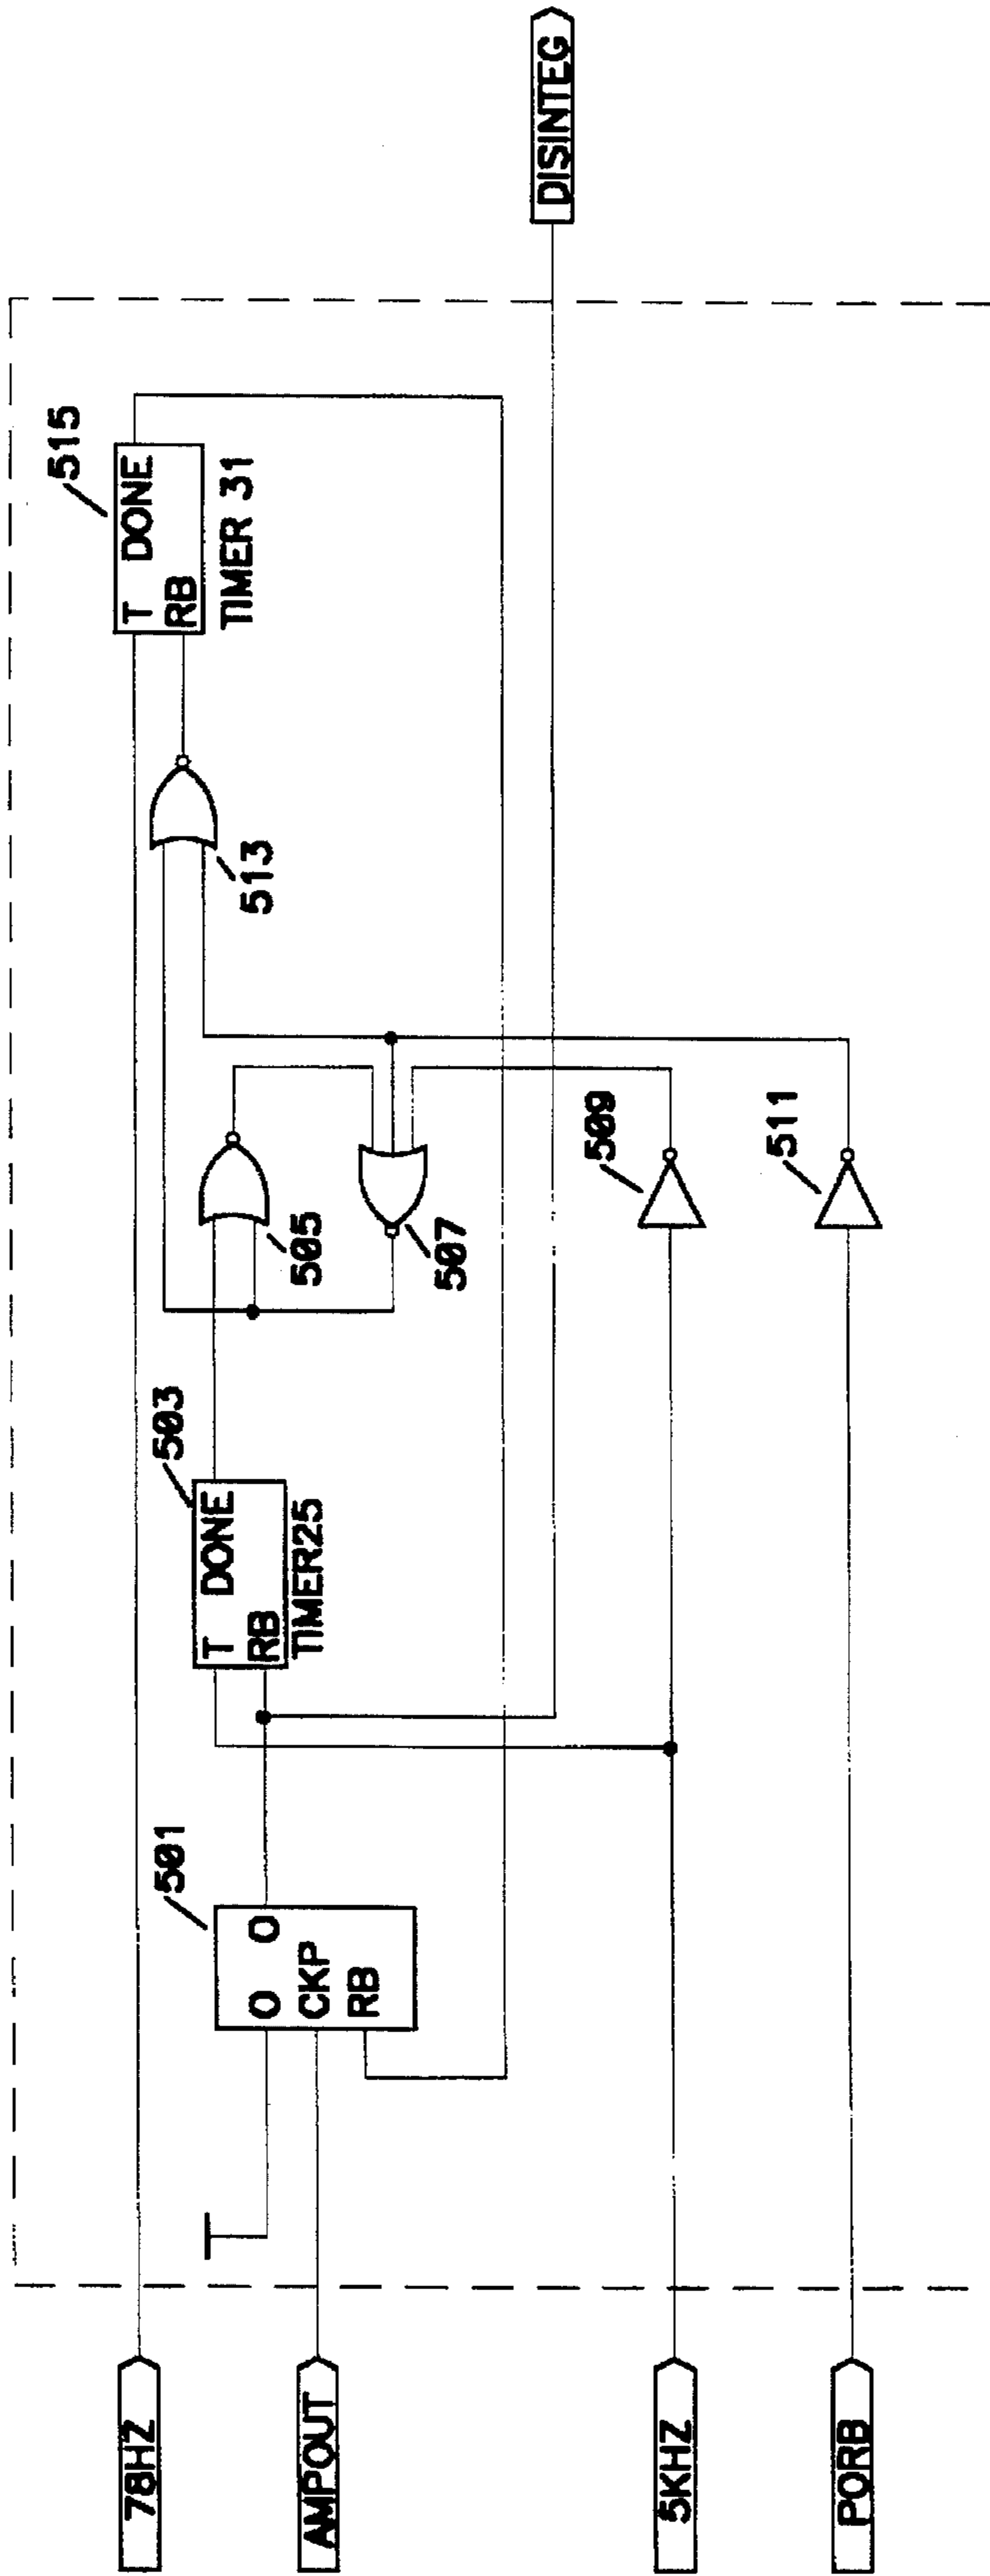 78HZ
AMPOUT
5KHZ
PORB
501
O O
CKP
RB
503
T DONE
RB
TIMER25
505
507
509
511
513
515
T DONE
RB
TIMER 31
DISINTEG